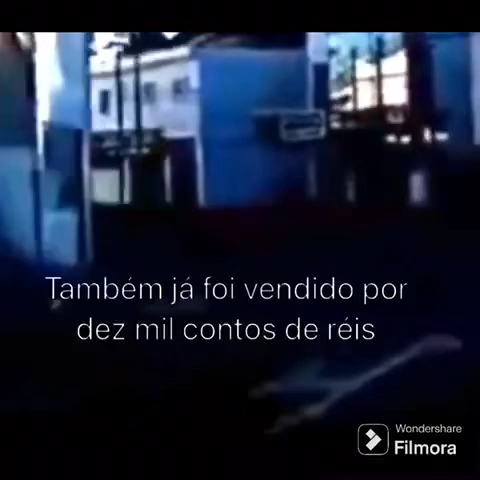 Também já foi vendido por
dez mil contos de réis
Wondershare
Filmora